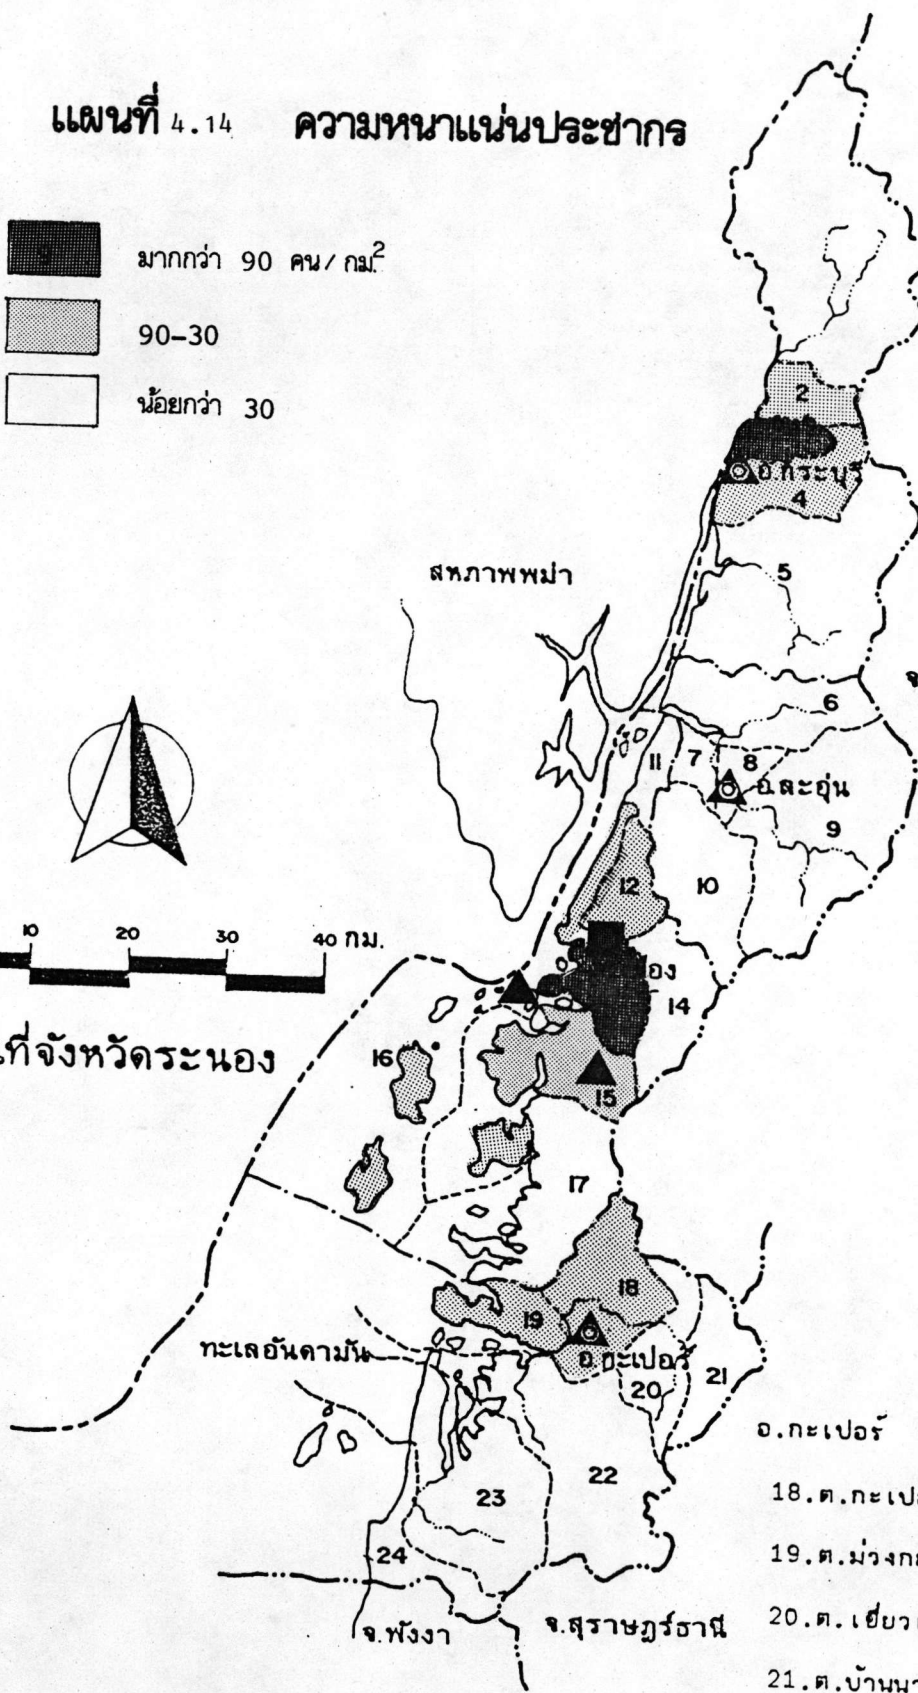 แผนที่ 4.14 ความหนาแน่นประชากร
มากกว่า 90 คน/กม.²
90-30
น้อยกว่า 30
2
อ.กระบุรี
4
สหภาพพม่า
5
6
11
7
8
อ.ละอุ่น
9
12
10
10 20 30 40 กม.
14
ที่จังหวัดระนอง
16
15
17
18
19
ทะเลอันดามัน
อ.กะเปอร์
20
21
อ.กะเปอร์
22
18.ต.กะเป
23
19.ต.ม่วงก
24
20.ต.เชี่ยว
จ.พังงา
จ.สุราษฎร์ธานี
21.ต.บ้านนา